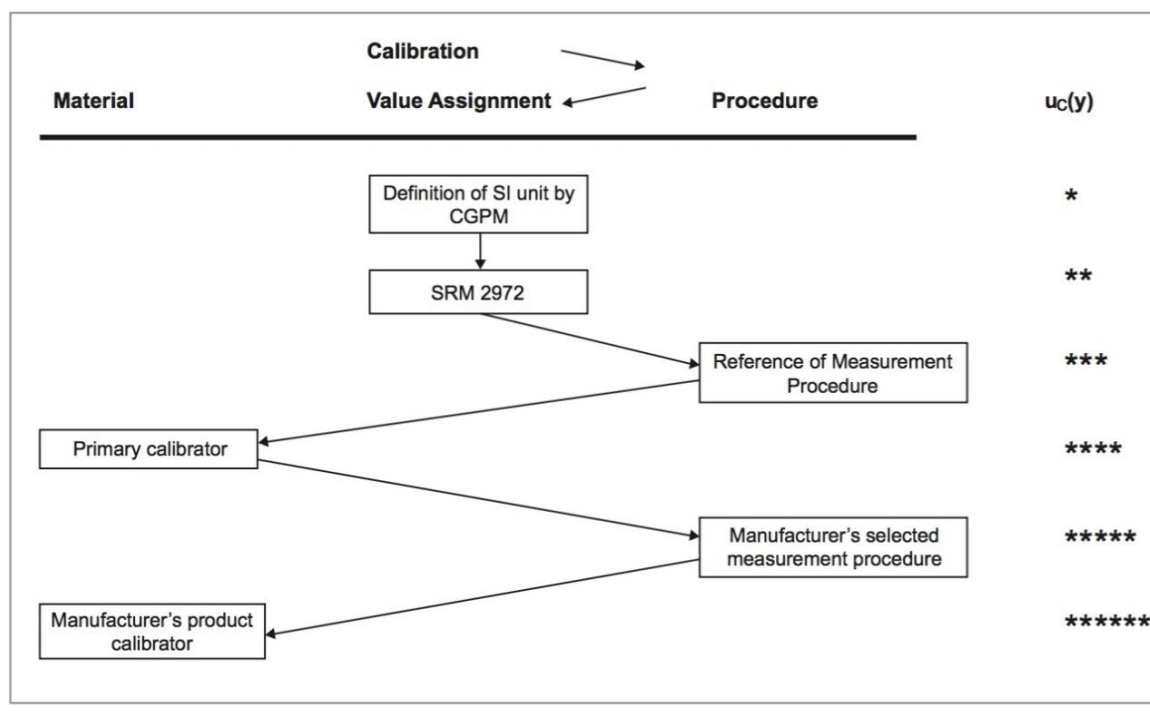 Calibration
Material Value Assignment Procedure uC(y)
Definition of SI unit by
CGPM
*
SRM 2972
**
Reference of Measurement
Procedure
***
Primary calibrator
****
Manufacturer's selected
measurement procedure
*****
Manufacturer's product
calibrator
******